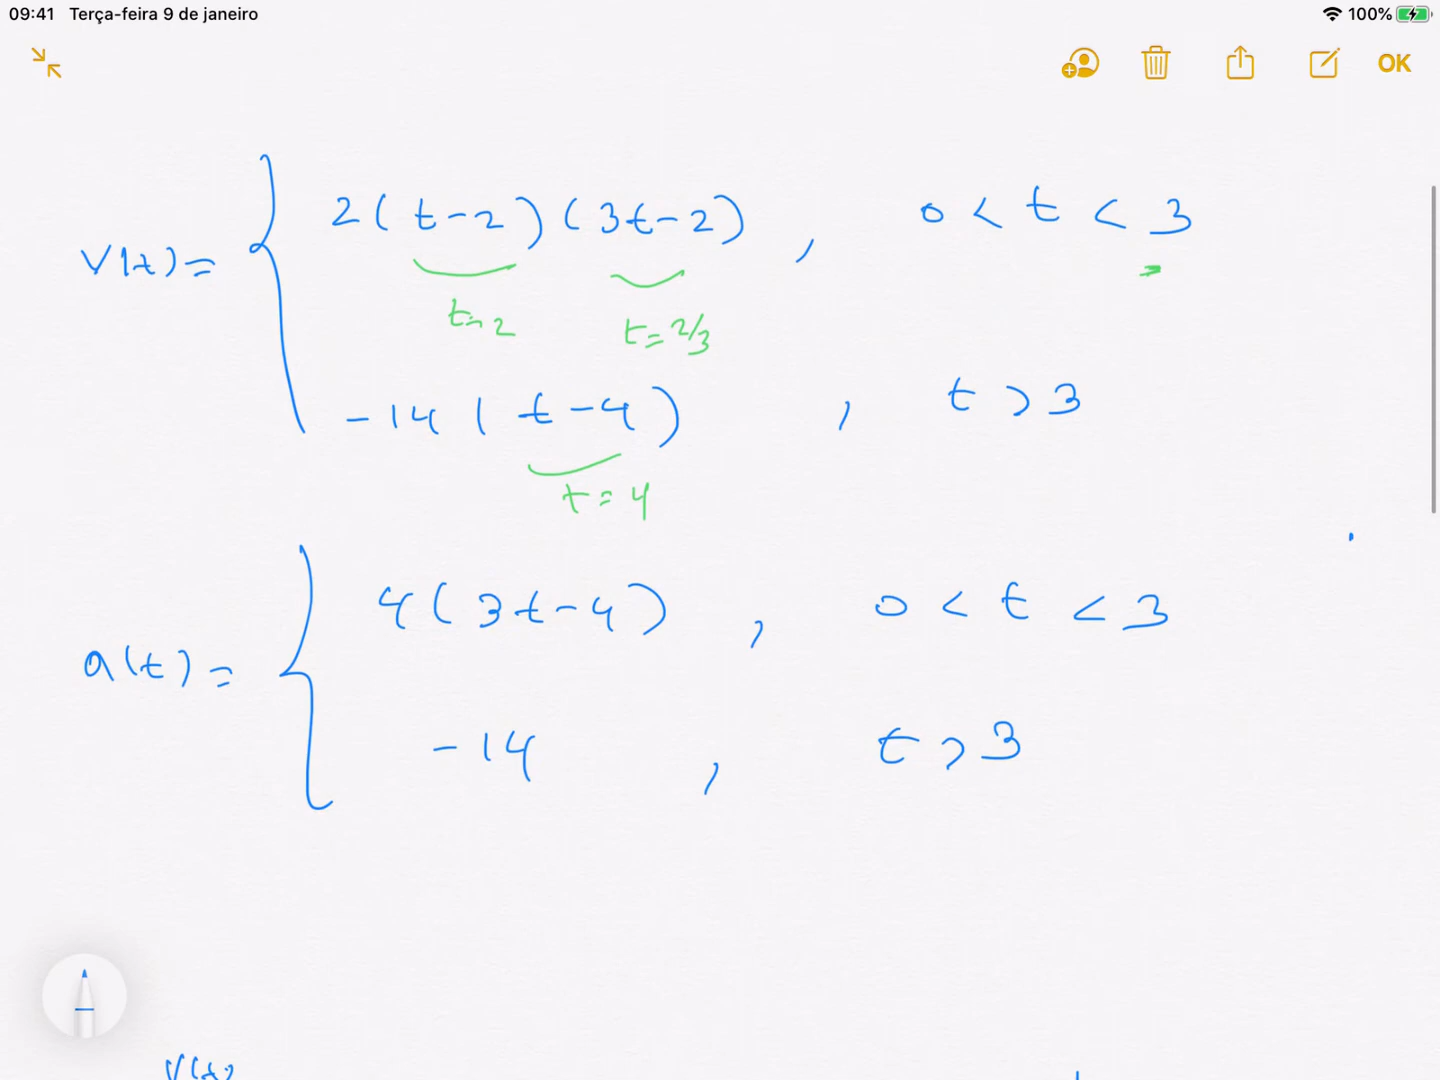 09:41 Terça-feira 9 de janeiro 100%
OK
2(t-2)(3t-2) , 0 < t < 3
v(t)=
t=2 t=2/3
-14(t-4) , t > 3
t=4
4(3t-4) , 0 < t < 3
a(t)=
-14 , t > 3
v(t)